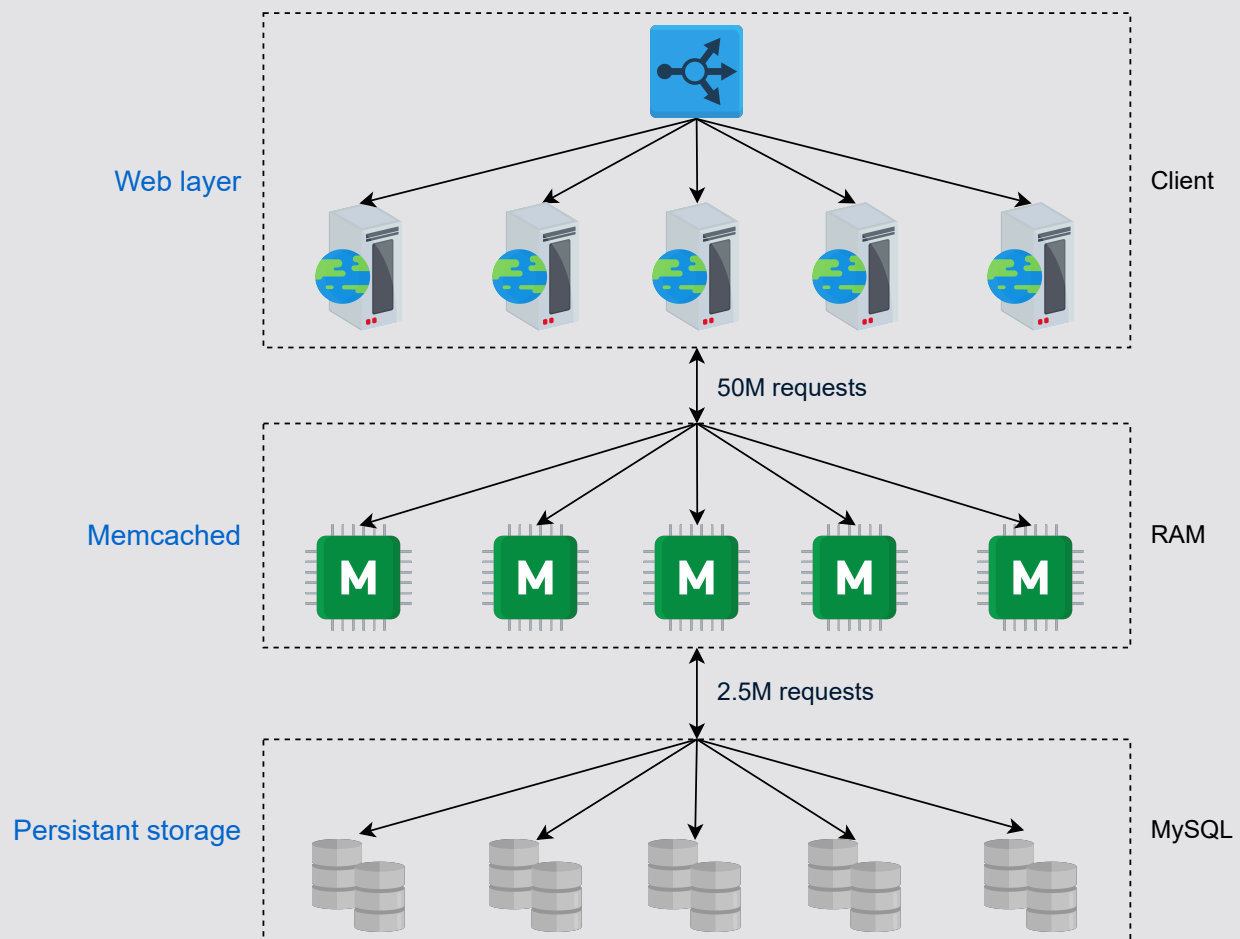 Web layer
Client
50M requests
Memcached
M
M
M
M
M
RAM
2.5M requests
Persistant storage
MySQL